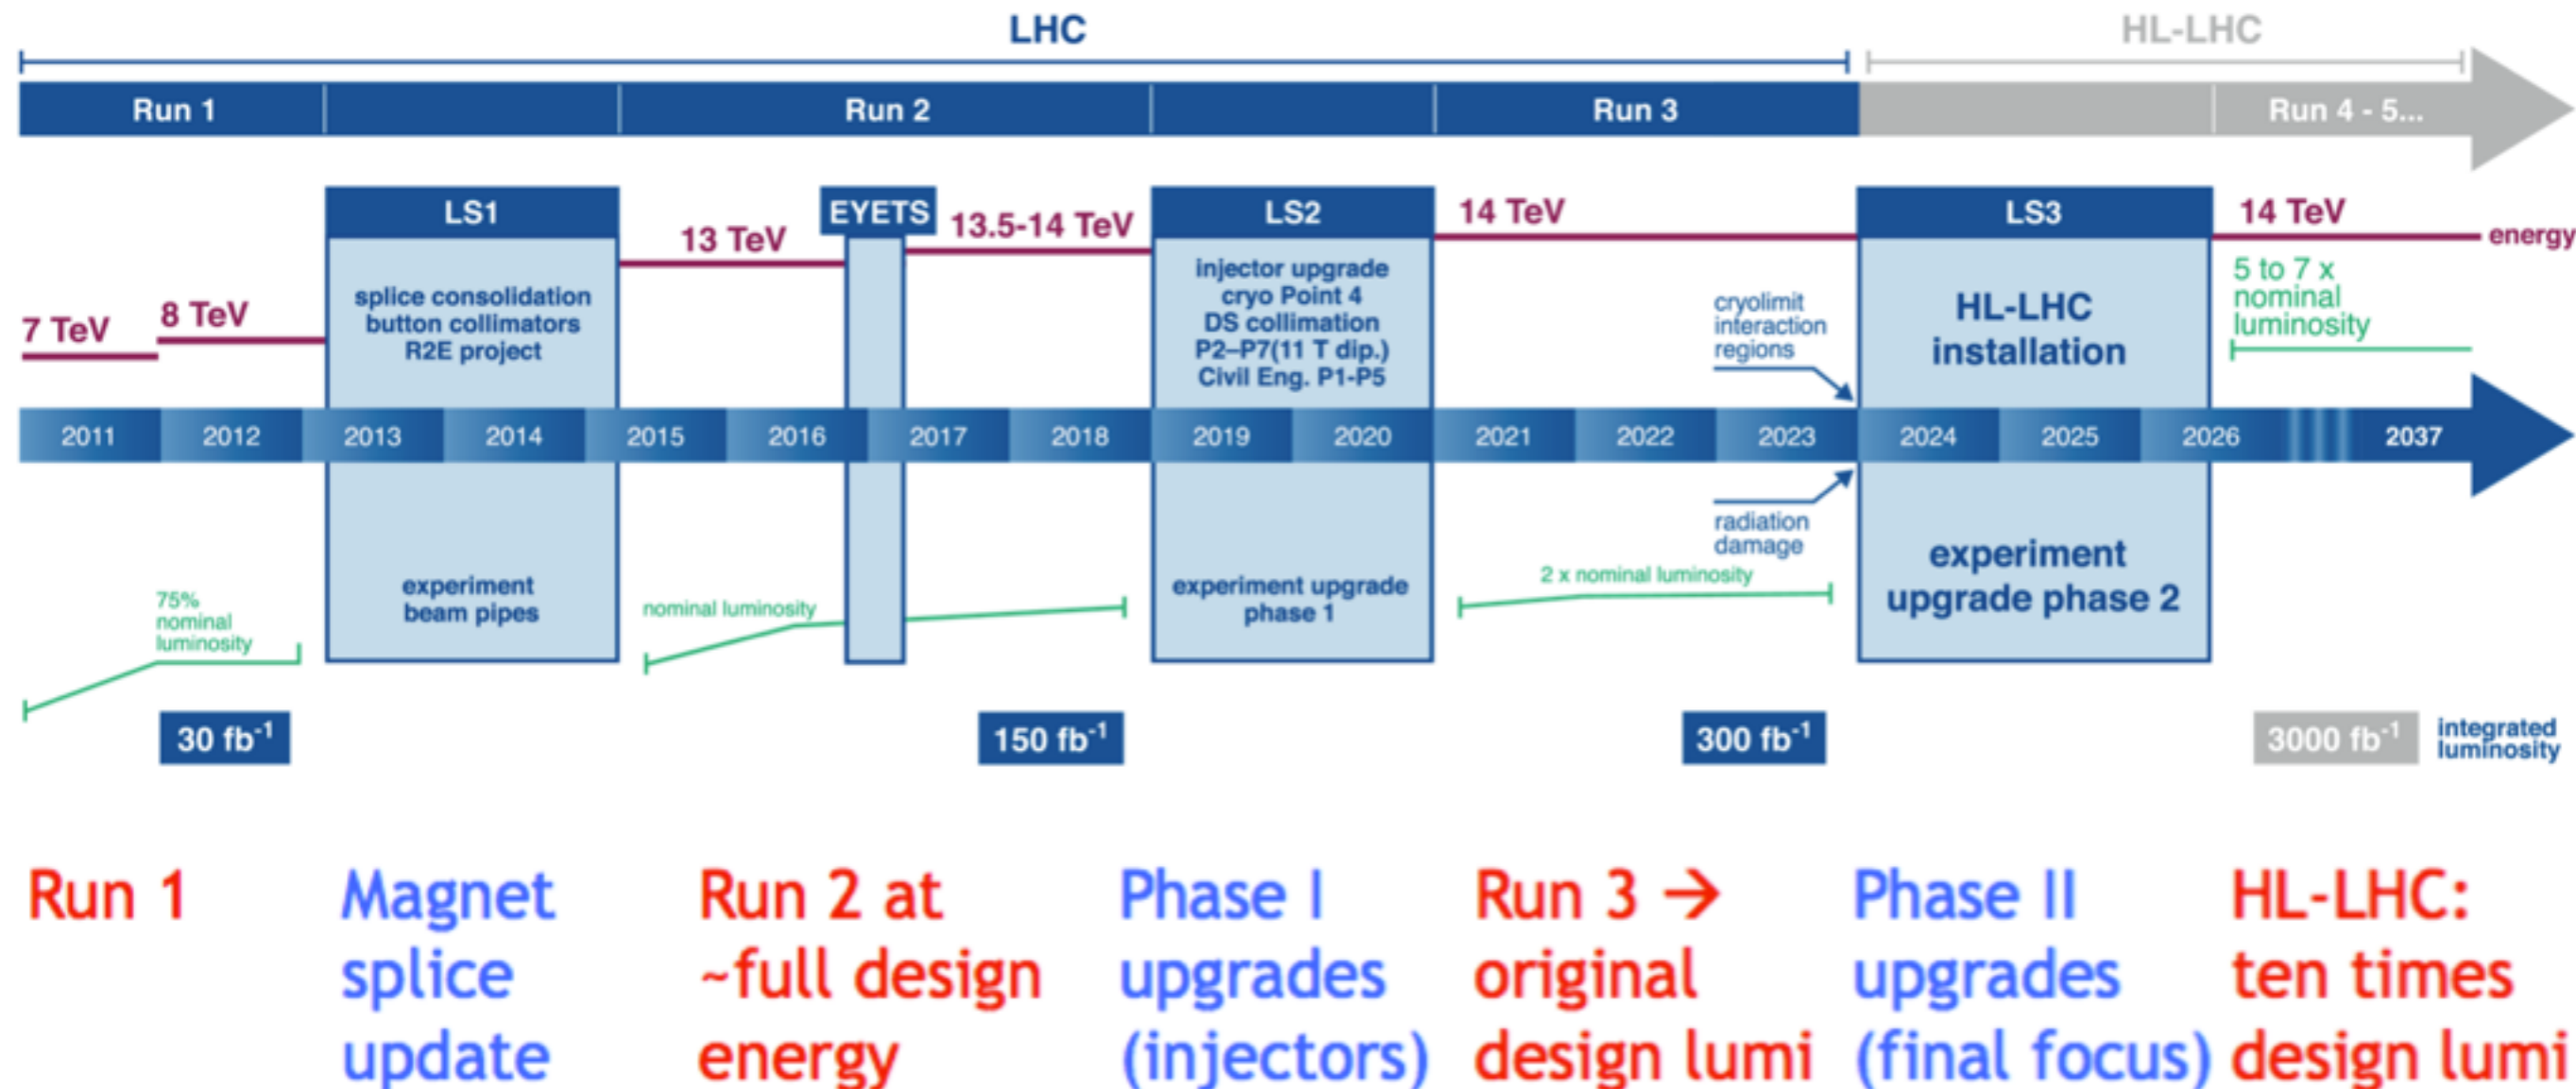 LHC
HL-LHC
Run 1
Run 2
Run 3
Run 4 - 5...
LS1
EYETS
LS2
LS3
7 TeV
8 TeV
13 TeV
13.5-14 TeV
14 TeV
14 TeV
energy
splice consolidation
button collimators
R2E project
injector upgrade
cryo Point 4
DS collimation
P2–P7(11 T dip.)
Civil Eng. P1-P5
cryolimit
interaction
regions
HL-LHC
installation
5 to 7 x
nominal
luminosity
2011
2012
2013
2014
2015
2016
2017
2018
2019
2020
2021
2022
2023
2024
2025
2026
2037
75%
nominal
luminosity
experiment
beam pipes
nominal luminosity
experiment upgrade
phase 1
2 x nominal luminosity
radiation
damage
experiment
upgrade phase 2
30 fb⁻¹
150 fb⁻¹
300 fb⁻¹
3000 fb⁻¹
integrated
luminosity
Run 1
Magnet
splice
update
Run 2 at
~full design
energy
Phase I
upgrades
(injectors)
Run 3 →
original
design lumi
Phase II
upgrades
(final focus)
HL-LHC:
ten times
design lumi